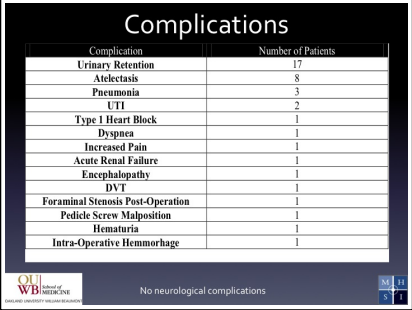 Complications
Complication Number of Patients
Urinary Retention 17
Atelectasis 8
Pneumonia 3
UTI 2
Type 1 Heart Block 1
Dyspnea 1
Increased Pain 1
Acute Renal Failure 1
Encephalopathy 1
DVT 1
Foraminal Stenosis Post-Operation 1
Pedicle Screw Malposition 1
Hematuria 1
Intra-Operative Hemmorhage 1
OU
WB School of
MEDICINE
OAKLAND UNIVERSITY WILLIAM BEAUMONT
No neurological complications
M H
S I